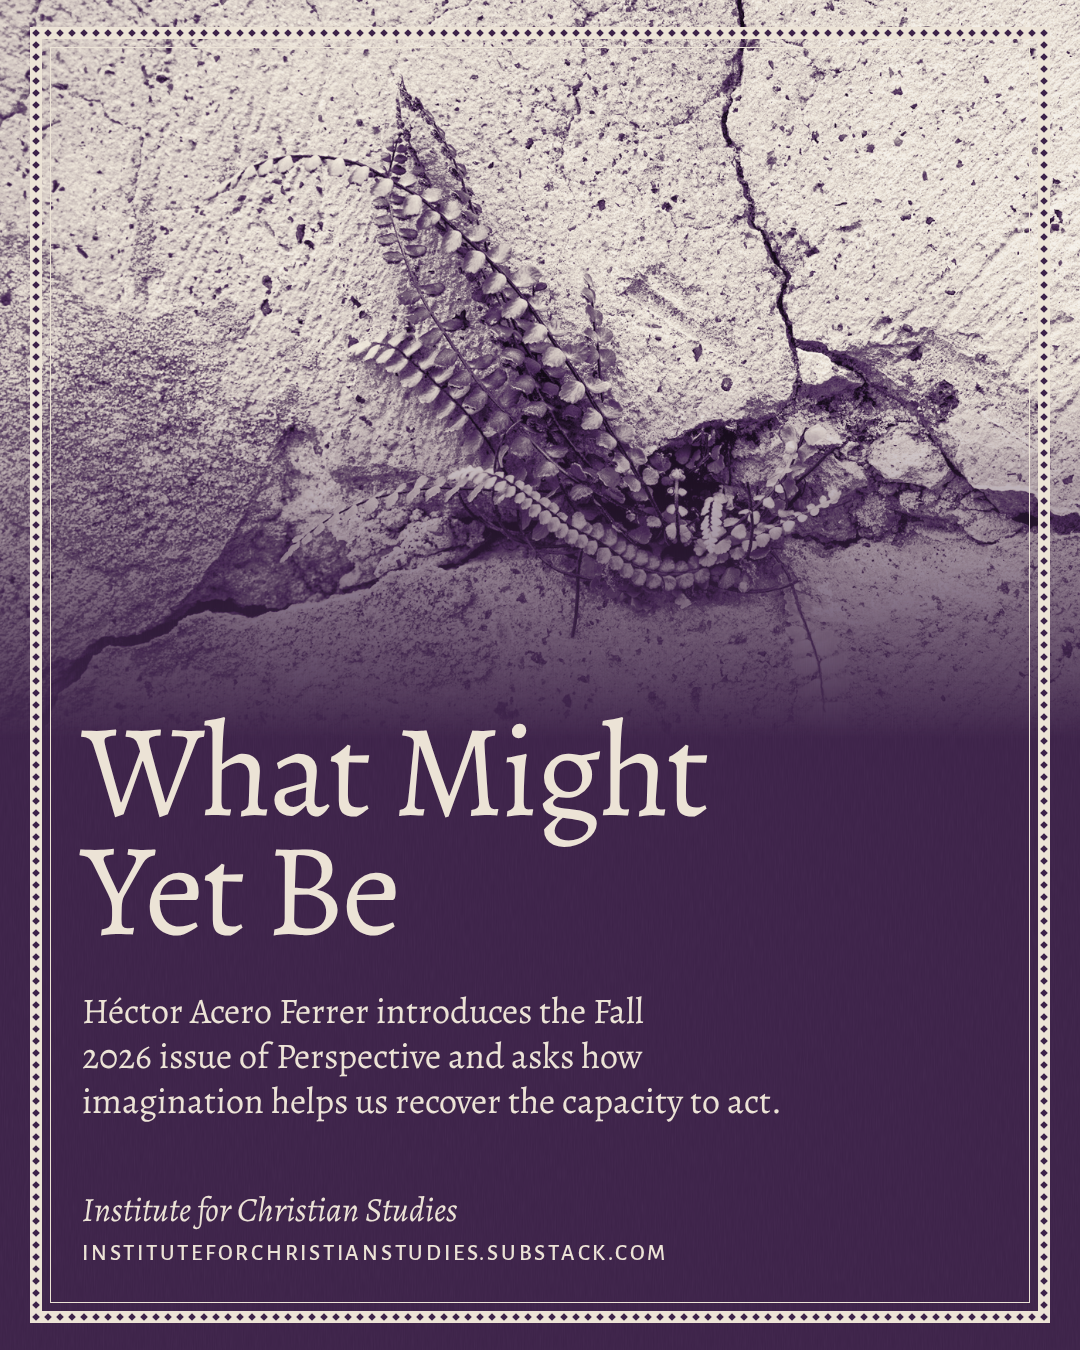 What Might
Yet Be
Héctor Acero Ferrer introduces the Fall
2026 issue of Perspective and asks how
imagination helps us recover the capacity to act.
Institute for Christian Studies
INSTITUTEFORCHRISTIANSTUDIES.SUBSTACK.COM